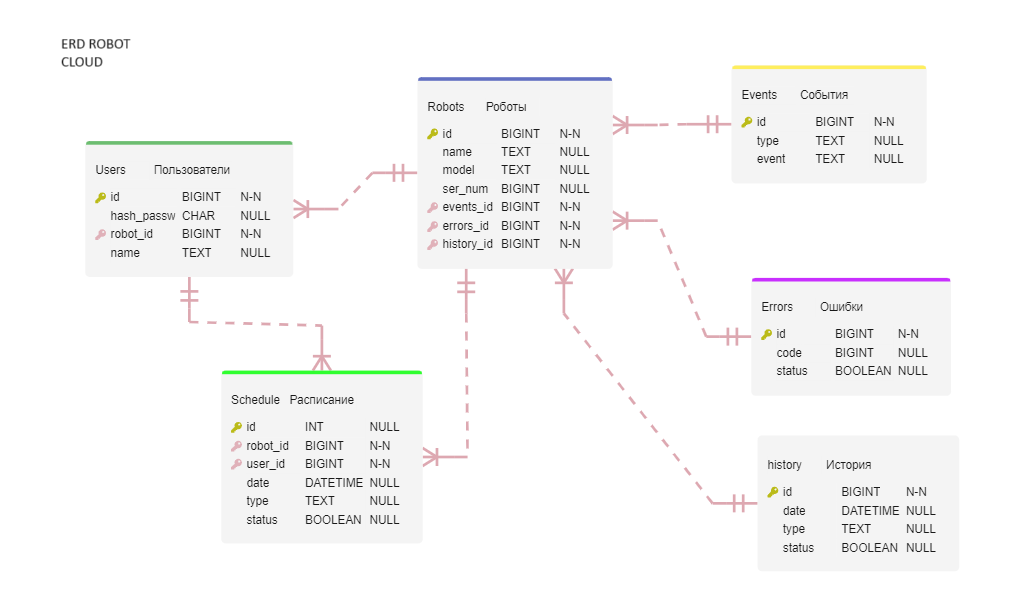 ERD ROBOT
CLOUD
Users Пользователи
id BIGINT N-N
hash_passw CHAR NULL
robot_id BIGINT N-N
name TEXT NULL
Robots Роботы
id BIGINT N-N
name TEXT NULL
model TEXT NULL
ser_num BIGINT NULL
events_id BIGINT N-N
errors_id BIGINT N-N
history_id BIGINT N-N
Events События
id BIGINT N-N
type TEXT NULL
event TEXT NULL
Errors Ошибки
id BIGINT N-N
code BIGINT NULL
status BOOLEAN NULL
Schedule Расписание
id INT NULL
robot_id BIGINT N-N
user_id BIGINT N-N
date DATETIME NULL
type TEXT NULL
status BOOLEAN NULL
history История
id BIGINT N-N
date DATETIME NULL
type TEXT NULL
status BOOLEAN NULL